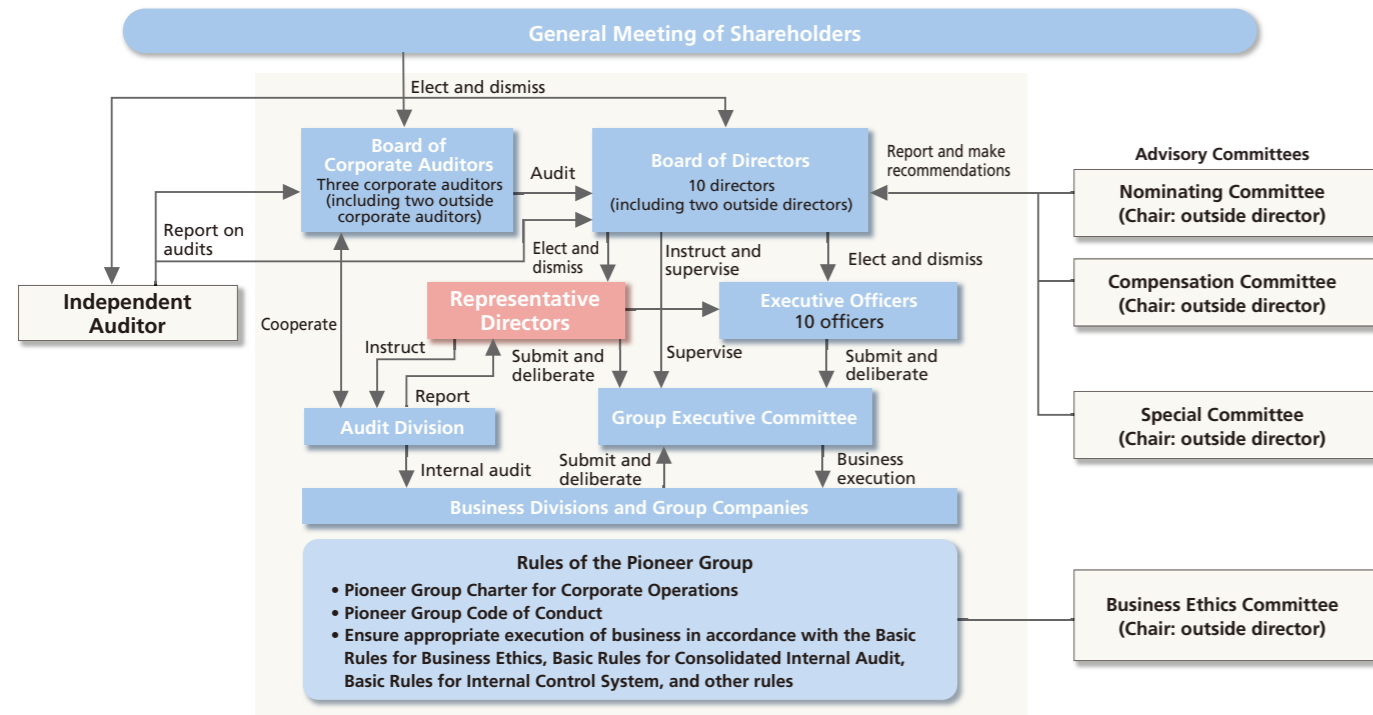 General Meeting of Shareholders
Elect and dismiss
Board of
Corporate Auditors
Three corporate auditors
(including two outside
corporate auditors)
Audit
Board of Directors
10 directors
(including two outside directors)
Report and make
recommendations
Advisory Committees
Nominating Committee
(Chair: outside director)
Report on
audits
Elect and
dismiss
Instruct and
supervise
Elect and dismiss
Compensation Committee
(Chair: outside director)
Independent
Auditor
Cooperate
Representative
Directors
Executive Officers
10 officers
Instruct
Submit and
deliberate
Supervise
Submit and
deliberate
Report
Audit Division
Group Executive Committee
Special Committee
(Chair: outside director)
Internal audit
Submit and
deliberate
Business
execution
Business Divisions and Group Companies
Rules of the Pioneer Group
• Pioneer Group Charter for Corporate Operations
• Pioneer Group Code of Conduct
• Ensure appropriate execution of business in accordance with the Basic
Rules for Business Ethics, Basic Rules for Consolidated Internal Audit,
Basic Rules for Internal Control System, and other rules
Business Ethics Committee
(Chair: outside director)